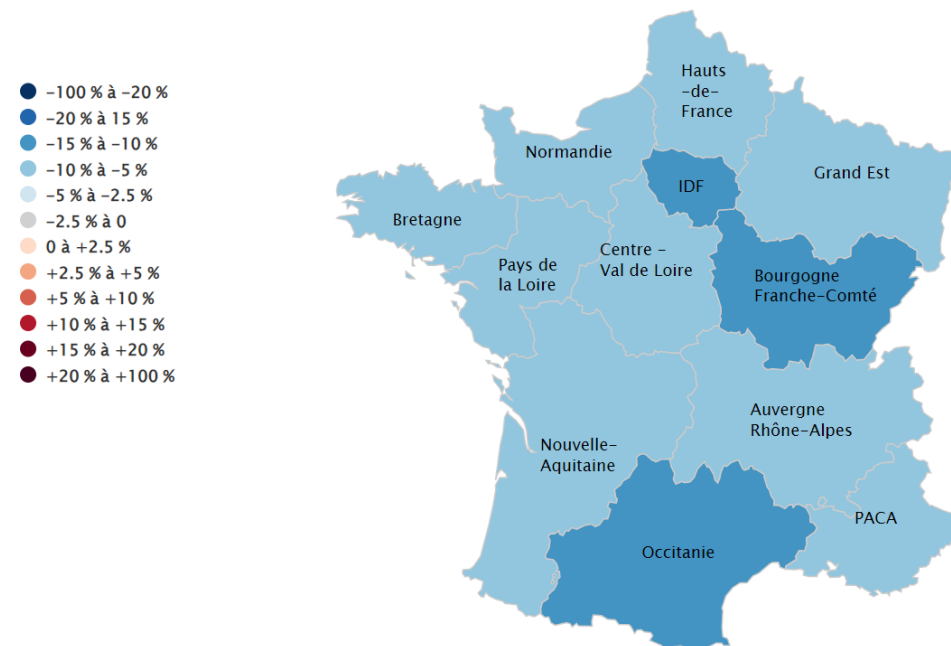 −100 % à −20 %
−20 % à 15 %
−15 % à −10 %
−10 % à −5 %
−5 % à −2.5 %
−2.5 % à 0
0 à +2.5 %
+2.5 % à +5 %
+5 % à +10 %
+10 % à +15 %
+15 % à +20 %
+20 % à +100 %
Hauts
-de-
France
Normandie
Grand Est
IDF
Bretagne
Centre -
Val de Loire
Pays de
la Loire
Bourgogne
Franche-Comté
Auvergne
Rhône-Alpes
Nouvelle-
Aquitaine
PACA
Occitanie